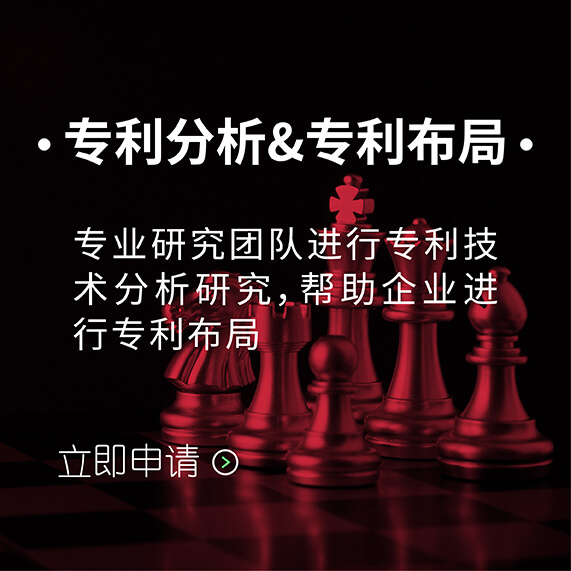 • 专利分析&专利布局 •
专业研究团队进行专利技
术分析研究,帮助企业进
行专利布局
立即申请